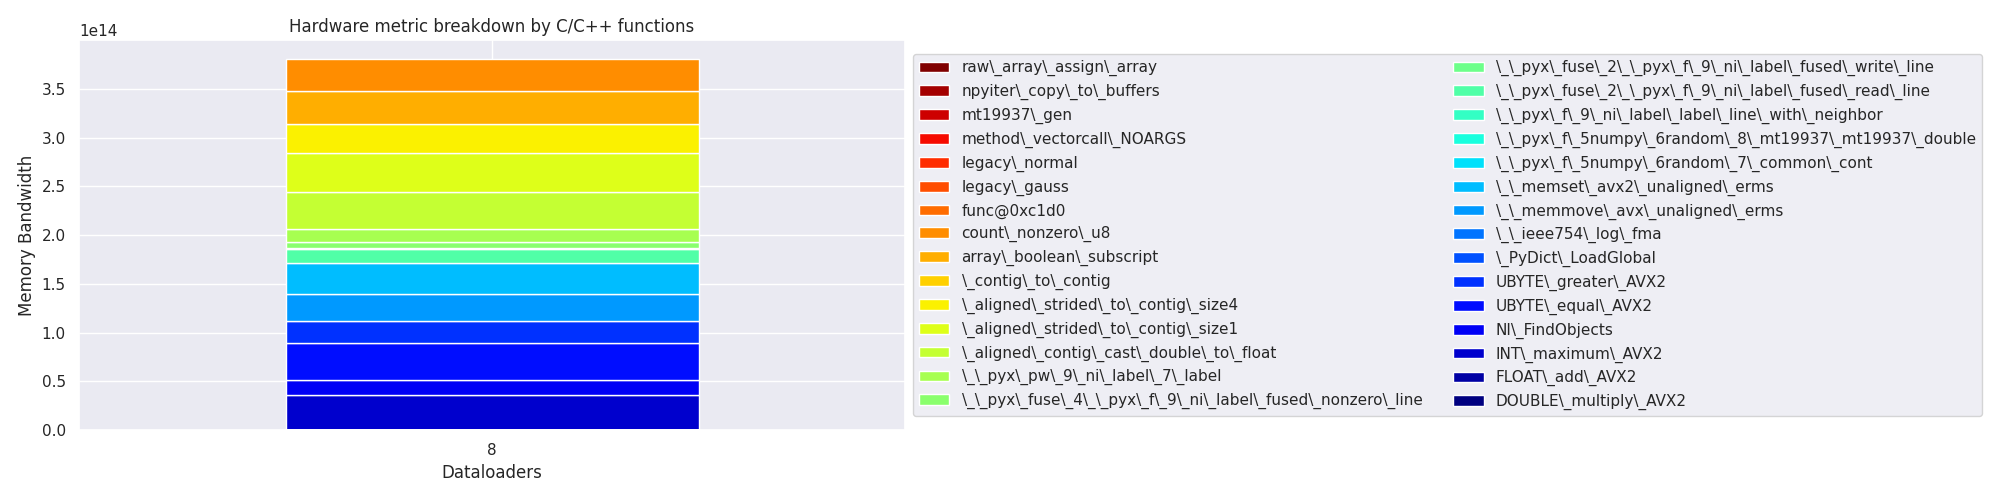 Hardware metric breakdown by C/C++ functions
1e14
3.5
3.0
2.5
2.0
1.5
1.0
0.5
0.0
Memory Bandwidth
8
Dataloaders
raw\_array\_assign\_array
npyiter\_copy\_to\_buffers
mt19937\_gen
method\_vectorcall\_NOARGS
legacy\_normal
legacy\_gauss
func@0xc1d0
count\_nonzero\_u8
array\_boolean\_subscript
\_contig\_to\_contig
\_aligned\_strided\_to\_contig\_size4
\_aligned\_strided\_to\_contig\_size1
\_aligned\_contig\_cast\_double\_to\_float
\_\_pyx\_pw\_9\_ni\_label\_7\_label
\_\_pyx\_fuse\_4\_\_pyx\_f\_9\_ni\_label\_fused\_nonzero\_line
\_\_pyx\_fuse\_2\_\_pyx\_f\_9\_ni\_label\_fused\_write\_line
\_\_pyx\_fuse\_2\_\_pyx\_f\_9\_ni\_label\_fused\_read\_line
\_\_pyx\_f\_9\_ni\_label\_label\_line\_with\_neighbor
\_\_pyx\_f\_5numpy\_6random\_8\_mt19937\_mt19937\_double
\_\_pyx\_f\_5numpy\_6random\_7\_common\_cont
\_\_memset\_avx2\_unaligned\_erms
\_\_memmove\_avx\_unaligned\_erms
\_\_ieee754\_log\_fma
\_PyDict\_LoadGlobal
UBYTE\_greater\_AVX2
UBYTE\_equal\_AVX2
NI\_FindObjects
INT\_maximum\_AVX2
FLOAT\_add\_AVX2
DOUBLE\_multiply\_AVX2